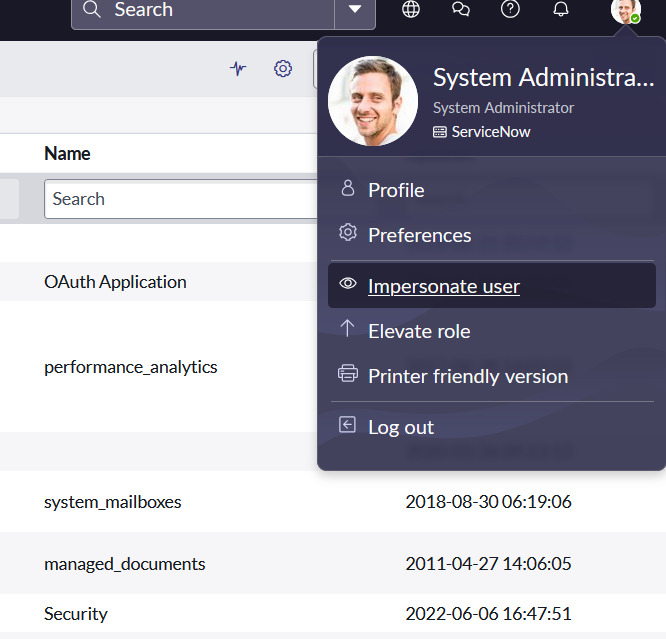 Search
System Administra...
System Administrator
ServiceNow
Name
Search
Profile
Preferences
OAuth Application
Impersonate user
Elevate role
performance_analytics
Printer friendly version
Log out
system_mailboxes 2018-08-30 06:19:06
managed_documents 2011-04-27 14:06:05
Security 2022-06-06 16:47:51